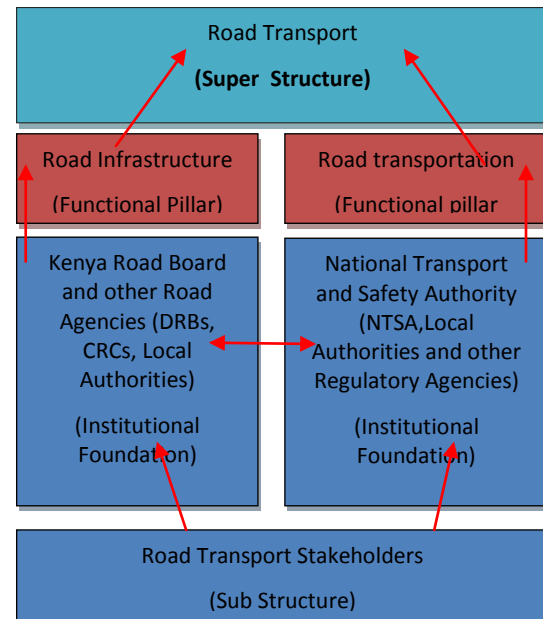 Road Transport
(Super Structure)
Road Infrastructure
(Functional Pillar)
Road transportation
(Functional pillar
Kenya Road Board
and other Road
Agencies (DRBs,
CRCs, Local
Authorities)
(Institutional
Foundation)
National Transport
and Safety Authority
(NTSA,Local
Authorities and other
Regulatory Agencies)
(Institutional
Foundation)
Road Transport Stakeholders
(Sub Structure)